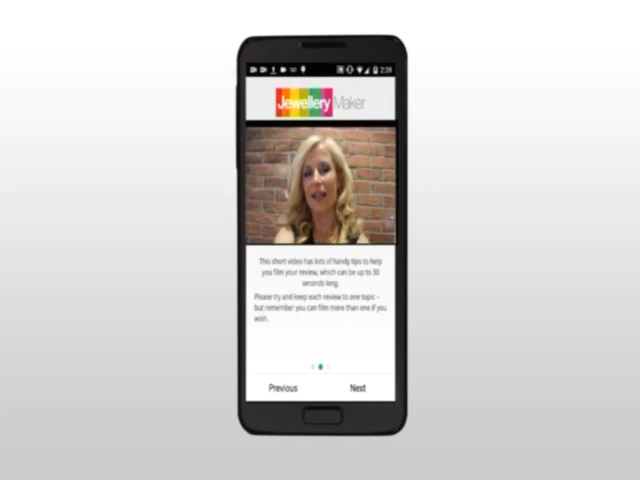 2:39
Jewellery Maker
This short video has lots of handy tips to help
you film your review, which can be up to 30
seconds long.
Please try and keep each review to one topic –
but remember you can film more than one if you
wish.
Previous Next